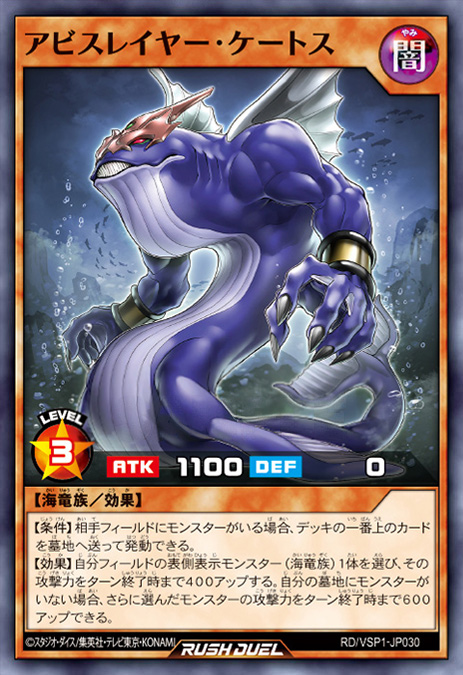 アビスレイヤー・ケートス
やみ
闇
LEVEL
3
ATK 1100 DEF 0
【海竜族／効果】
【条件】相手フィールドにモンスターがいる場合、デッキの一番上のカード
を墓地へ送って発動できる。
【効果】自分フィールドの表側表示モンスター（海竜族）1体を選び、その
攻撃力をターン終了時まで400アップする。自分の墓地にモンスターが
いない場合、さらに選んだモンスターの攻撃力をターン終了時まで600
アップできる。
©スタジオ・ダイス/集英社・テレビ東京・KONAMI
RUSH DUEL
RD/VSP1-JP030